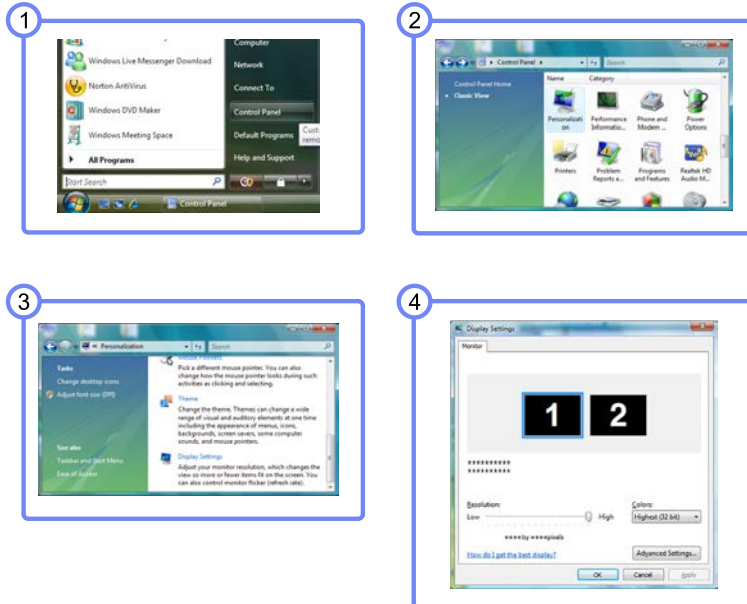 1
Windows Live Messenger Download
Norton AntiVirus
Windows DVD Maker
Windows Meeting Space
All Programs
Start Search
Computer
Network
Connect To
Control Panel
Default Programs
Cust
remo
Help and Support
Control Panel
2
Control Panel
Search
Control Panel Home
Classic View
Name Category
Personalizati
on
Performance
Informatio...
Phone and
Modem ...
Power
Options
Printers
Problem
Reports a...
Programs
and Features
Realtek HD
Audio M...
3
Personalization
Search
Tasks
Change desktop icons
Adjust font size (DPI)
See also
Taskbar and Start Menu
Ease of Access
Mouse Pointers
Pick a different mouse pointer. You can also
change how the mouse pointer looks during such
activities as clicking and selecting.
Theme
Change the theme. Themes can change a wide
range of visual and auditory elements at one time
including the appearance of menus, icons,
backgrounds, screen savers, some computer
sounds, and mouse pointers.
Display Settings
Adjust your monitor resolution, which changes the
view so more or fewer items fit on the screen. You
can also control monitor flicker (refresh rate).
4
Display Settings
Monitor
1 2
**********
**********
Resolution:
Low High
****by ****pixels
Colors:
Highest (32 bit)
How do I get the best display?
Advanced Settings...
OK Cancel Apply